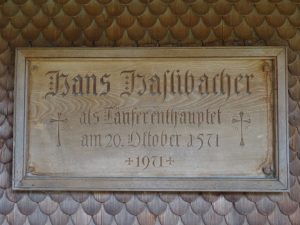 Hans Haslibacher
als Täufer enthauptet
am 20. Oktober 1571
+1971+